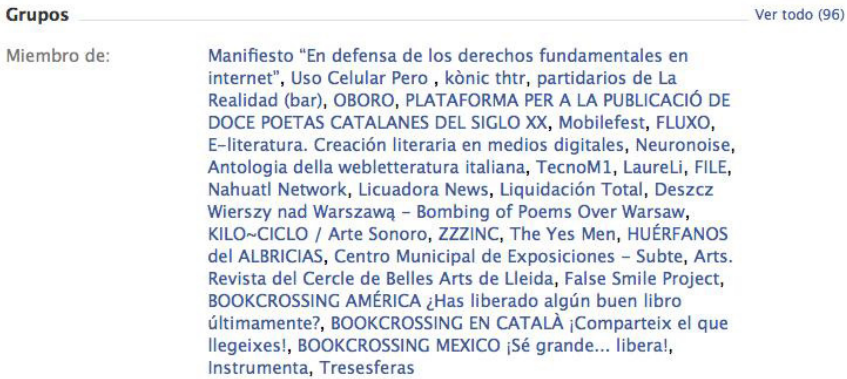 Grupos Ver todo (96)
Miembro de: Manifiesto “En defensa de los derechos fundamentales en
internet”, Uso Celular Pero , kònic thtr, partidarios de La
Realidad (bar), OBORO, PLATAFORMA PER A LA PUBLICACIÓ DE
DOCE POETAS CATALANES DEL SIGLO XX, Mobilefest, FLUXO,
E-literatura. Creación literaria en medios digitales, Neuronoise,
Antologia della webletteratura italiana, TecnoM1, LaureLi, FILE,
Nahuatl Network, Licuadora News, Liquidación Total, Deszcz
Wierszy nad Warszawą – Bombing of Poems Over Warsaw,
KILO~CICLO / Arte Sonoro, ZZZINC, The Yes Men, HUÉRFANOS
del ALBRICIAS, Centro Municipal de Exposiciones – Subte, Arts.
Revista del Cercle de Belles Arts de Lleida, False Smile Project,
BOOKCROSSING AMÉRICA ¿Has liberado algún buen libro
últimamente?, BOOKCROSSING EN CATALÀ ¡Comparteix el que
llegeixes!, BOOKCROSSING MEXICO ¡Sé grande... libera!,
Instrumenta, Tresesferas